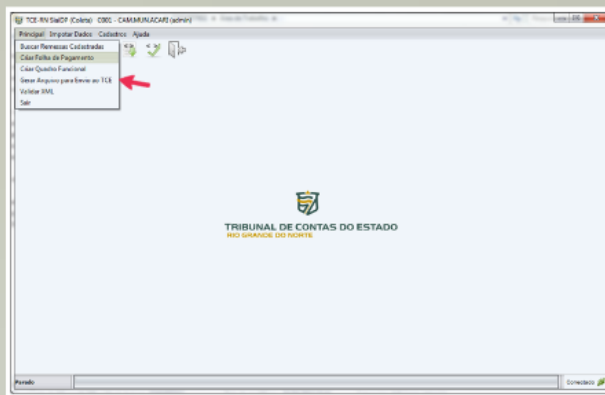 TCE-RN SiaiDP (Coleta) C001 - CAM.MUN.ACARI (admin)
Principal Importar Dados Cadastros Ajuda
Buscar Remessas Cadastradas
Criar Folha de Pagamento
Criar Quadro Funcional
Gerar Arquivo para Envio ao TCE
Validar XML
Sair
TRIBUNAL DE CONTAS DO ESTADO
RIO GRANDE DO NORTE
Parado
Conectado